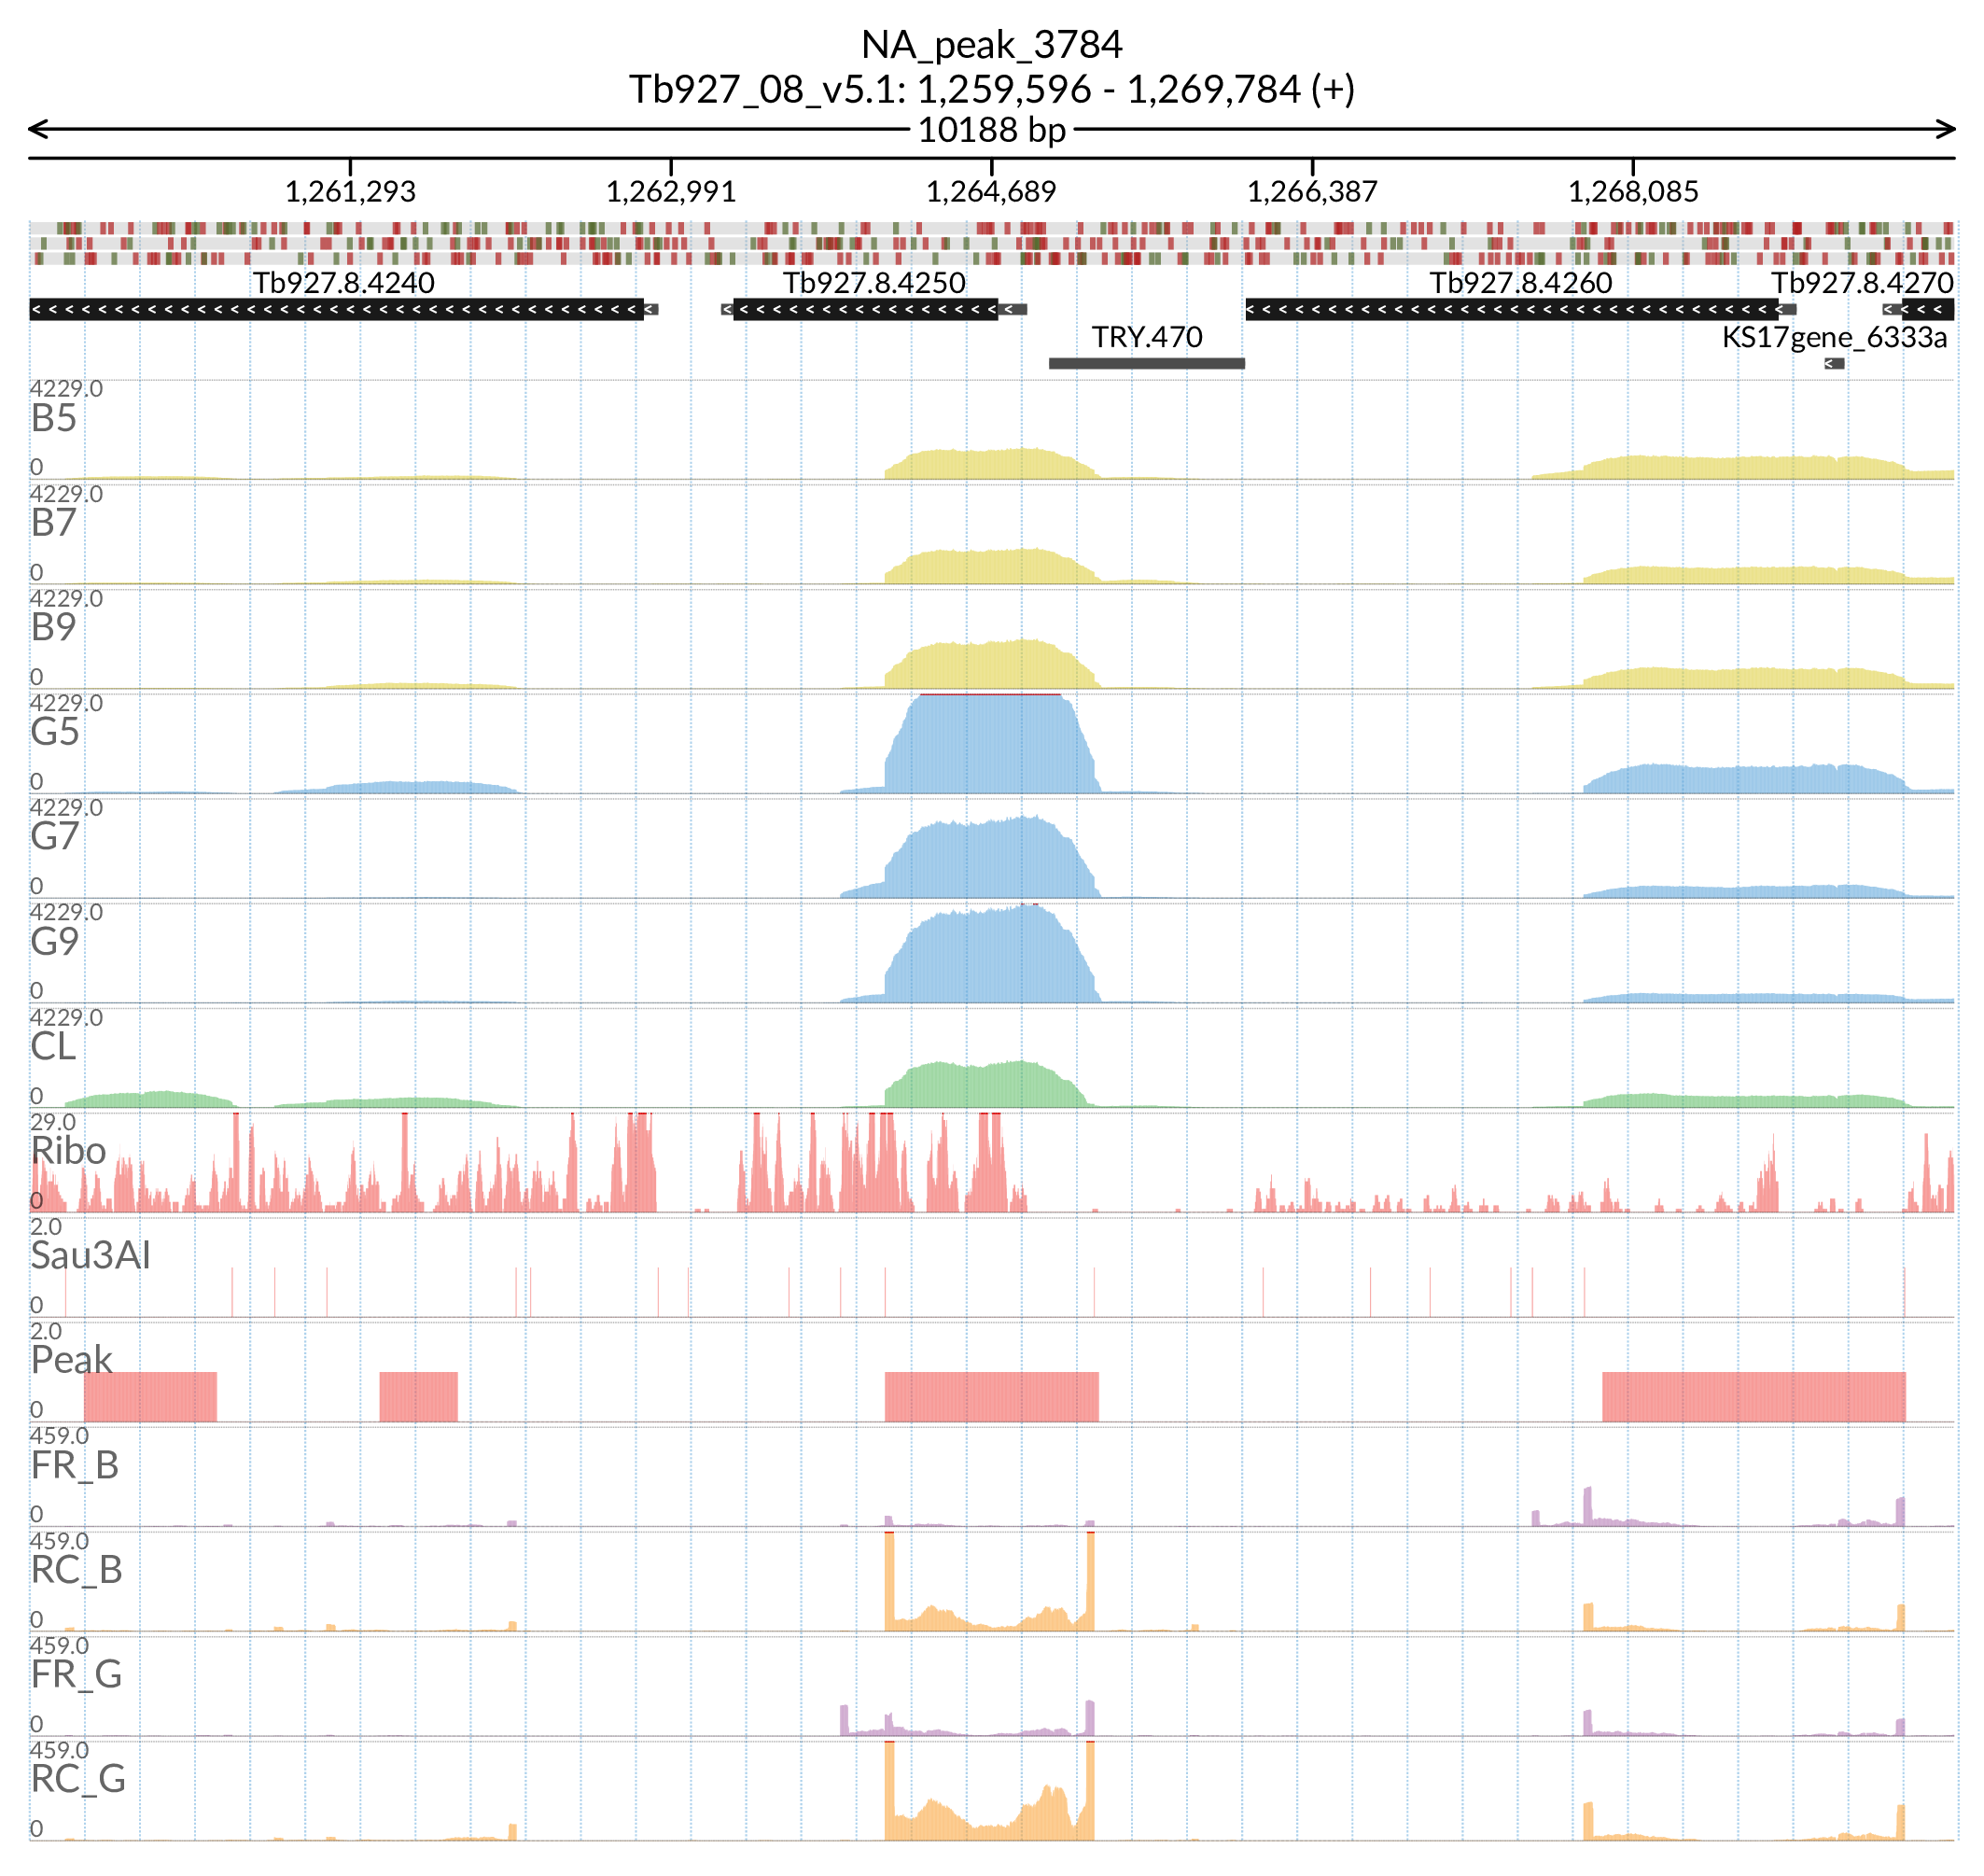 NA_peak_3784
Tb927_08_v5.1: 1,259,596 - 1,269,784 (+)
10188 bp
1,261,293 1,262,991 1,264,689 1,266,387 1,268,085
Tb927.8.4240 Tb927.8.4250 Tb927.8.4260 Tb927.8.4270
TRY.470 KS17gene_6333a
4229.0
B5
0
4229.0
B7
0
4229.0
B9
0
4229.0
G5
0
4229.0
G7
0
4229.0
G9
0
4229.0
CL
0
29.0
Ribo
0
2.0
Sau3AI
0
2.0
Peak
0
459.0
FR_B
0
459.0
RC_B
0
459.0
FR_G
0
459.0
RC_G
0